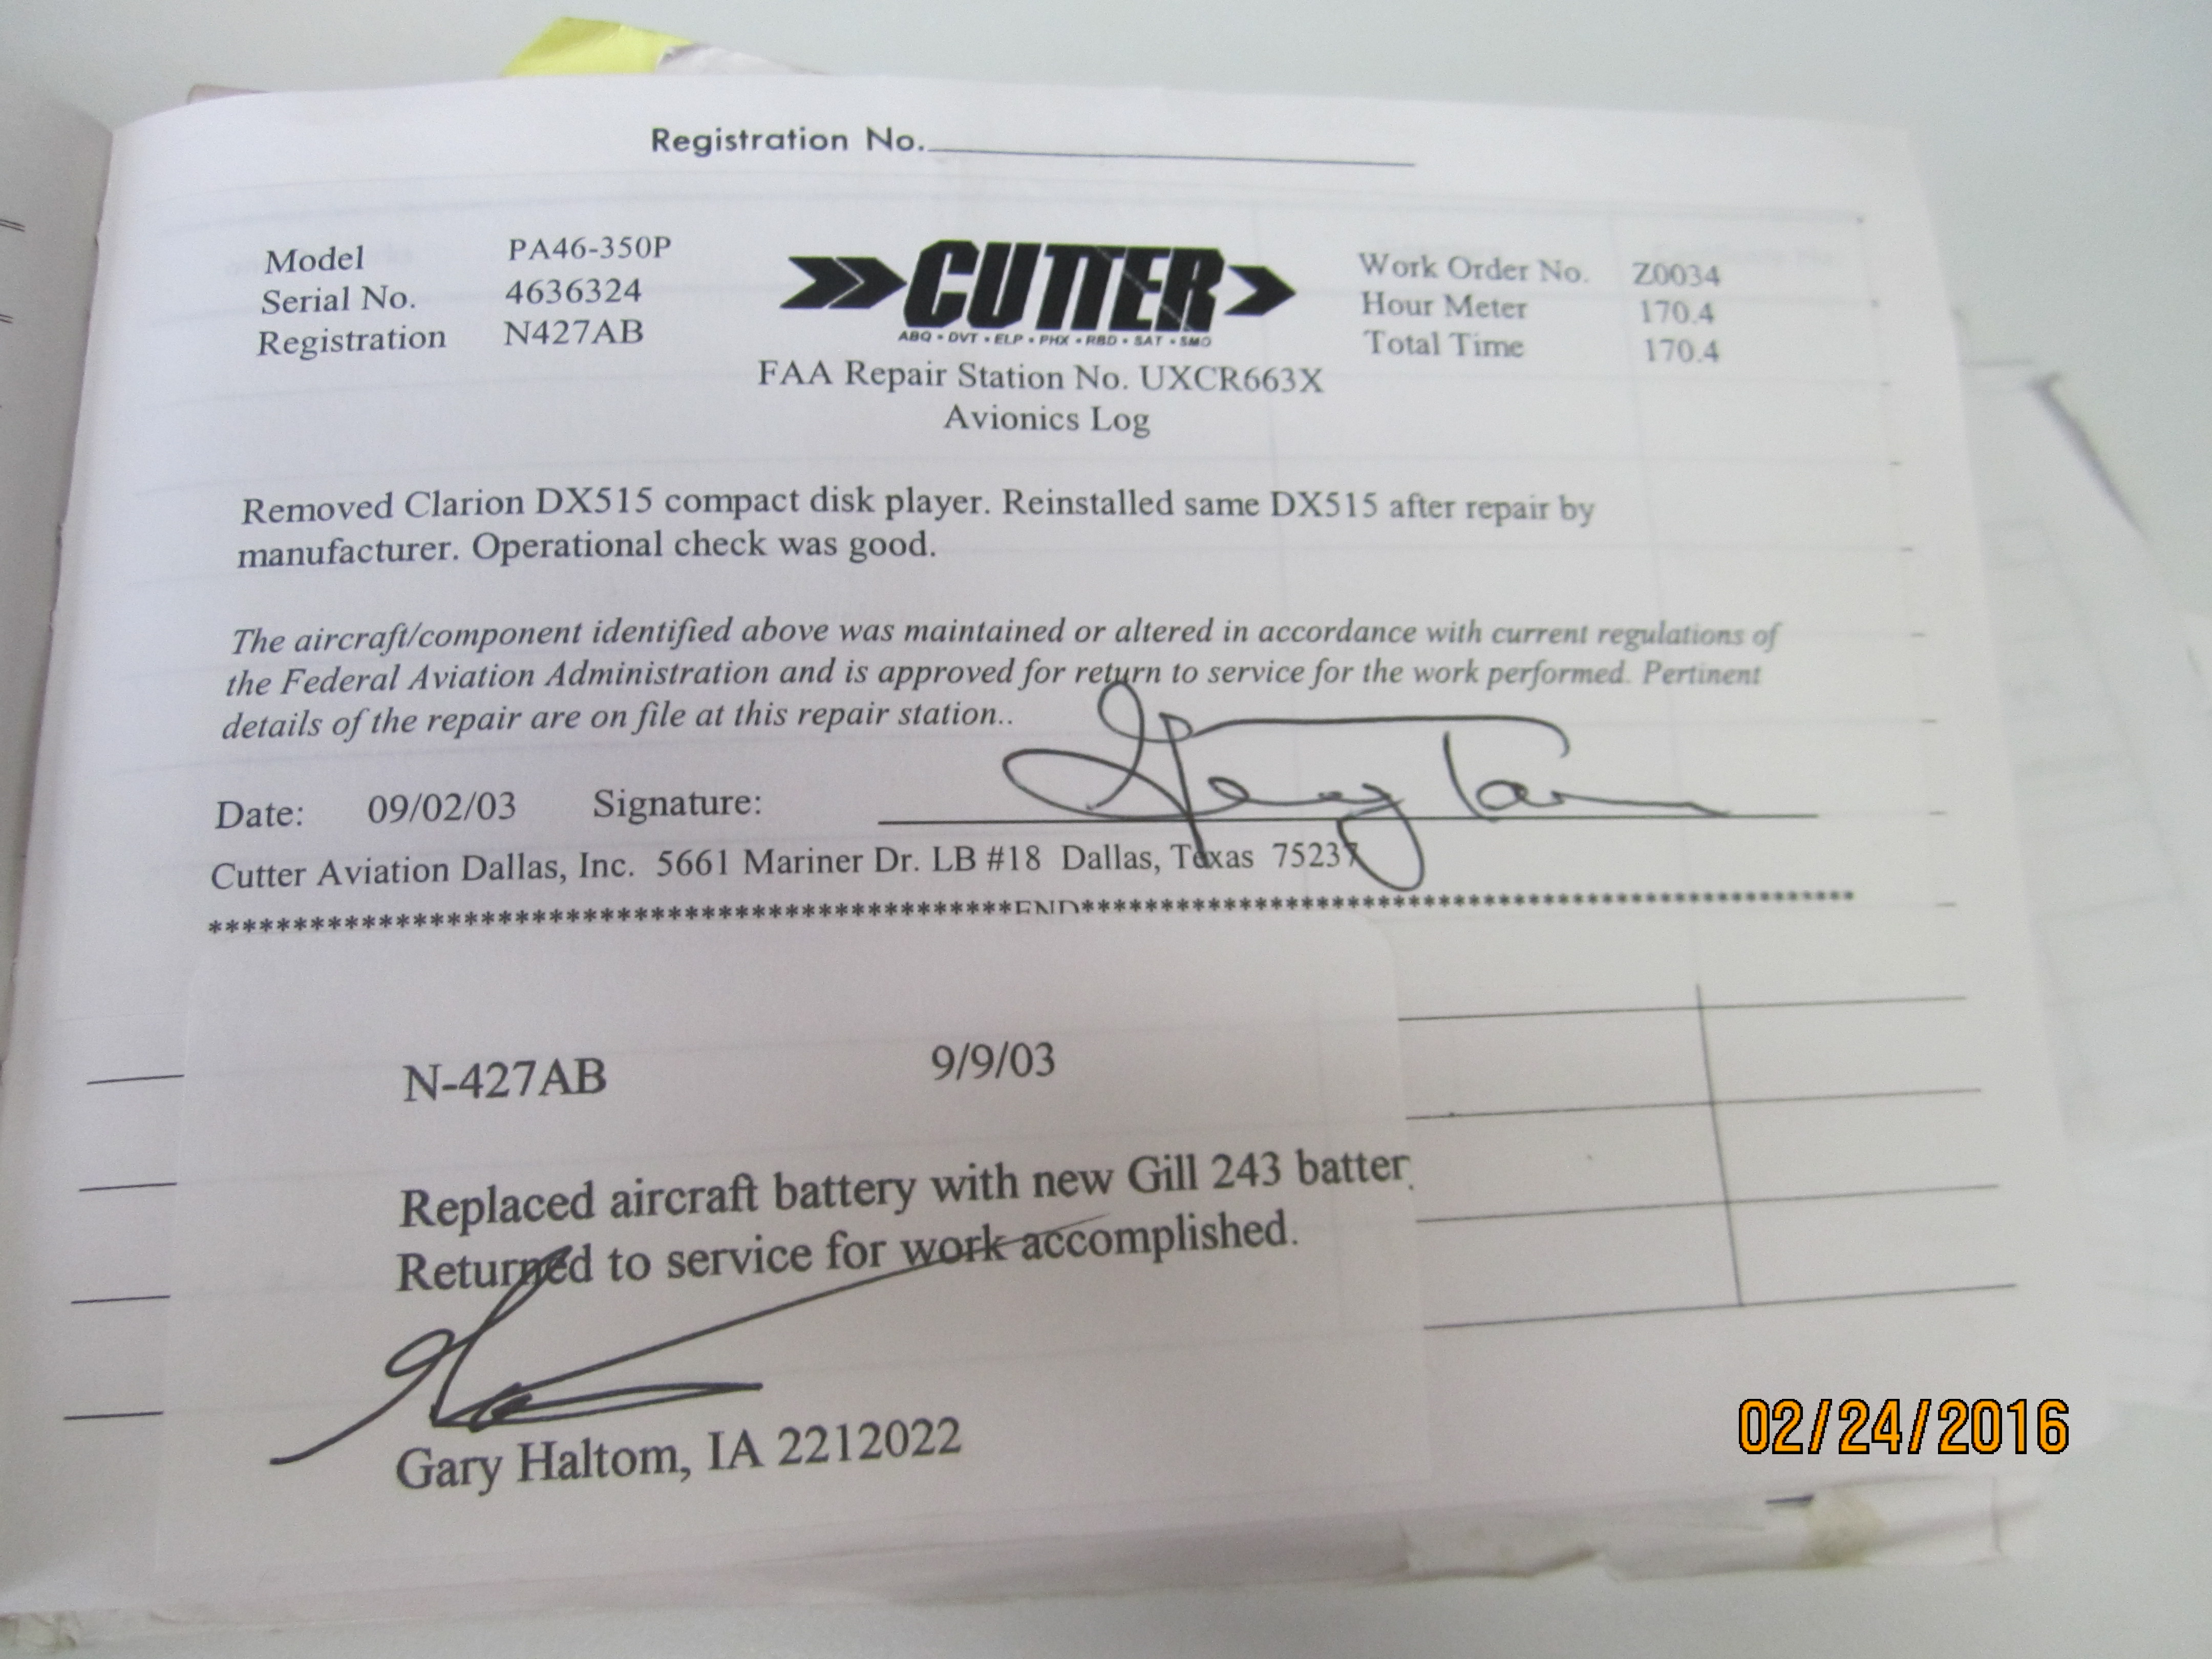 Registration No.
Model PA46-350P
Serial No. 4636324
Registration N427AB
CUTTER
ABQ • DVT • ELP • PHX • RBD • SAT • SMO
FAA Repair Station No. UXCR663X
Avionics Log
Work Order No. Z0034
Hour Meter 170.4
Total Time 170.4
Removed Clarion DX515 compact disk player. Reinstalled same DX515 after repair by
manufacturer. Operational check was good.
The aircraft/component identified above was maintained or altered in accordance with current regulations of
the Federal Aviation Administration and is approved for return to service for the work performed. Pertinent
details of the repair are on file at this repair station..
Date: 09/02/03 Signature:
Cutter Aviation Dallas, Inc. 5661 Mariner Dr. LB #18 Dallas, Texas 75237
END
N-427AB 9/9/03
Replaced aircraft battery with new Gill 243 batter
Returned to service for work accomplished.
Gary Haltom, IA 2212022
02/24/2016